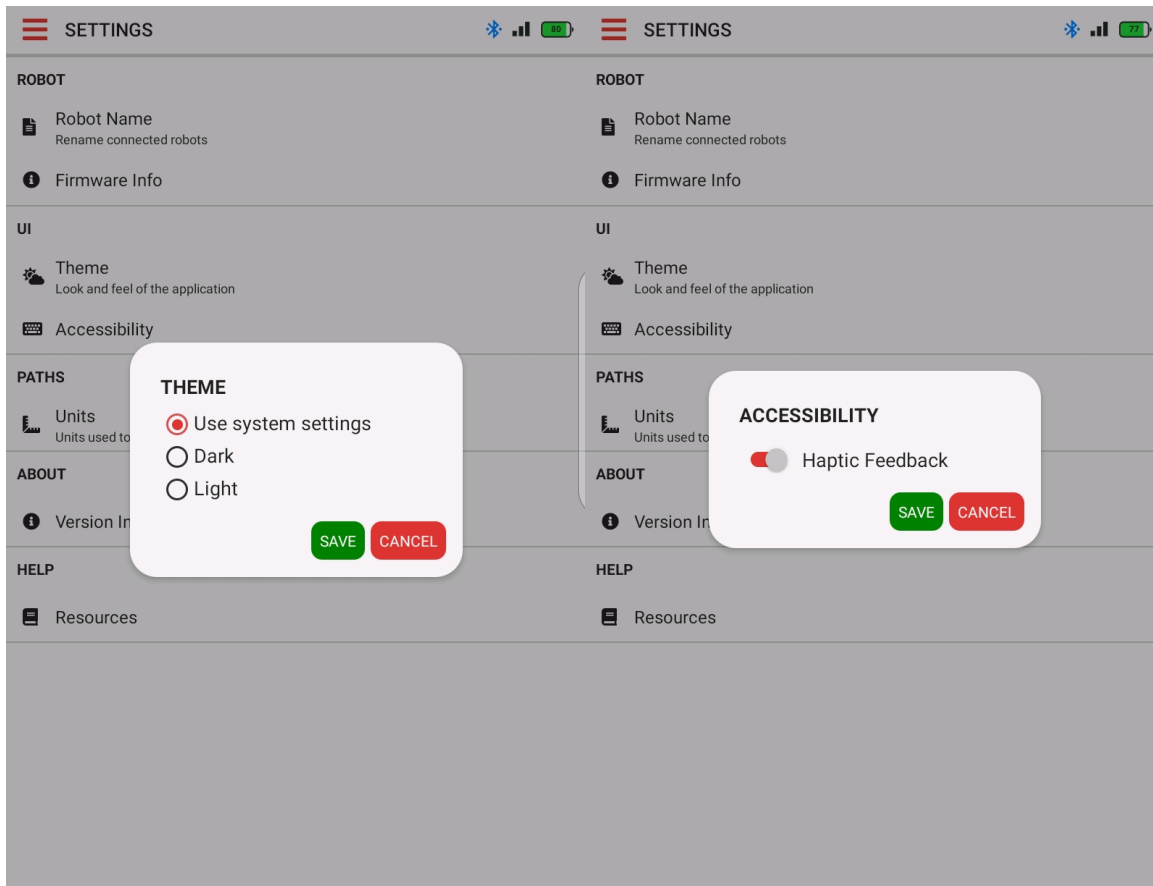 SETTINGS
80
ROBOT
Robot Name
Rename connected robots
Firmware Info
UI
Theme
Look and feel of the application
Accessibility
PATHS
Units
Units used to
ABOUT
Version In
HELP
Resources
THEME
Use system settings
Dark
Light
SAVE CANCEL
SETTINGS
77
ROBOT
Robot Name
Rename connected robots
Firmware Info
UI
Theme
Look and feel of the application
Accessibility
PATHS
Units
Units used to
ABOUT
Version In
HELP
Resources
ACCESSIBILITY
Haptic Feedback
SAVE CANCEL